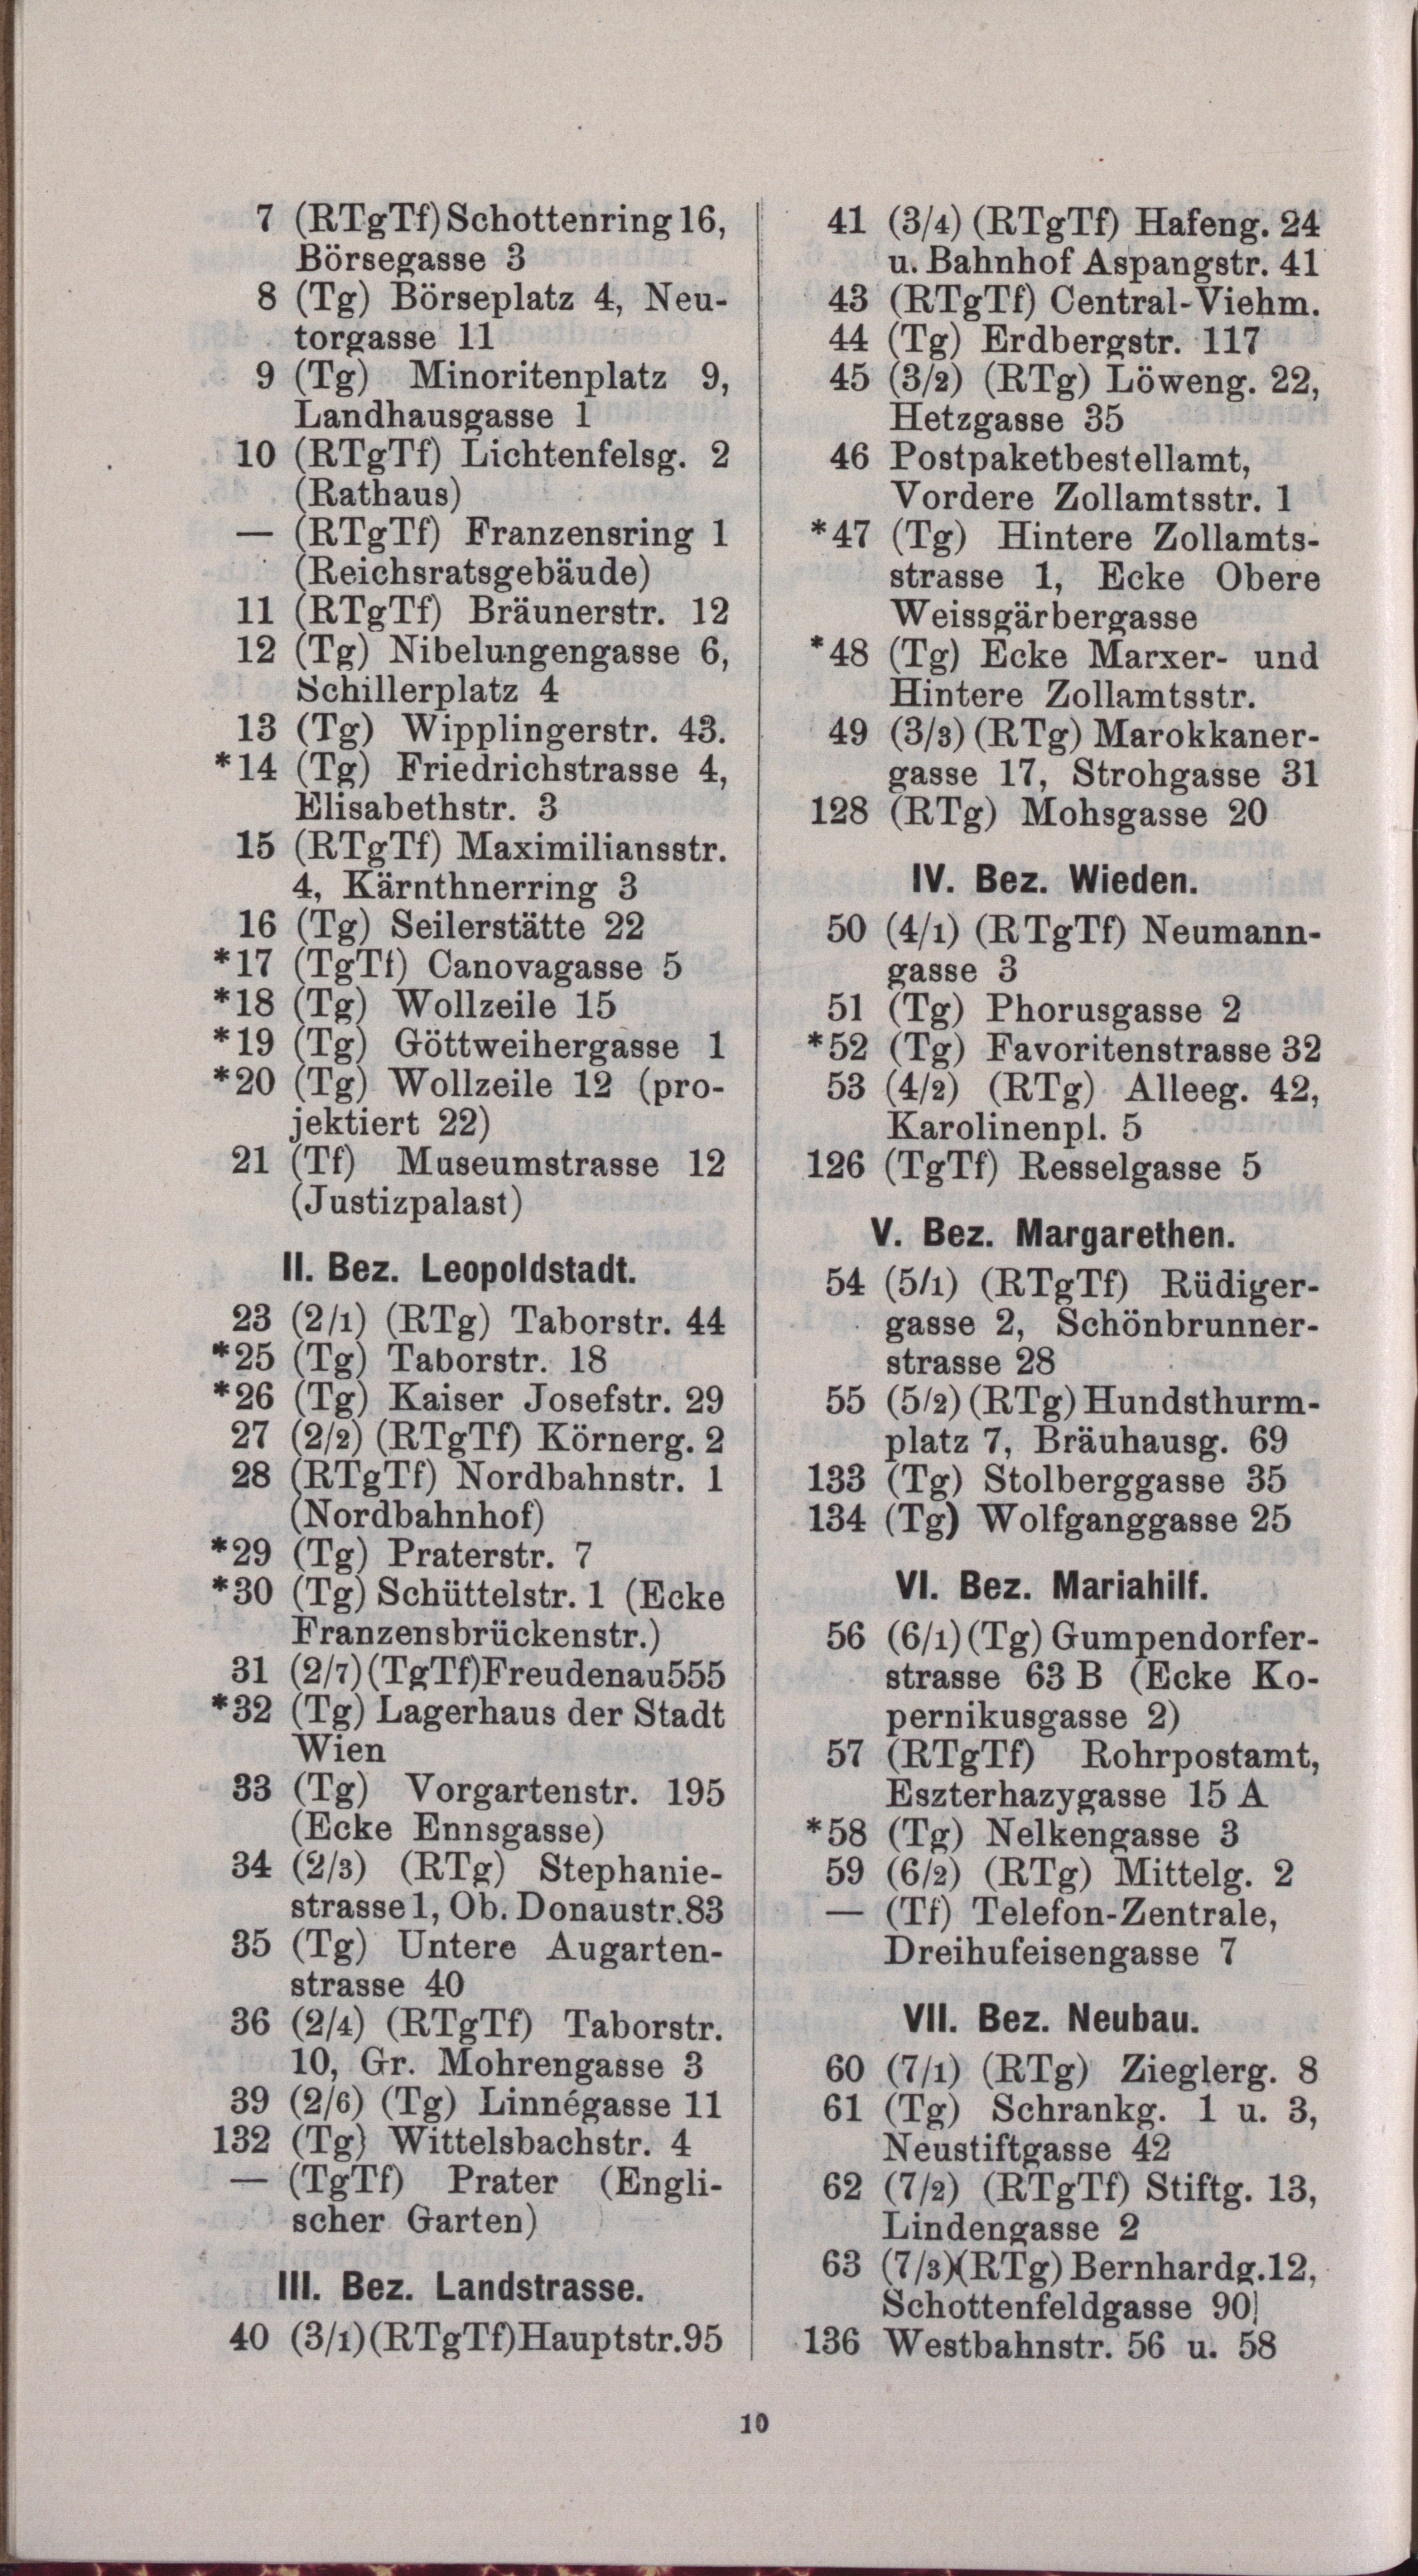 7 (RTgTf) Schottenring 16,
Börsegasse 3
8 (Tg) Börseplatz 4, Neu-
torgasse 11
9 (Tg) Minoritenplatz 9,
Landhausgasse 1
10 (RTgTf) Lichtenfelsg. 2
(Rathaus)
— (RTgTf) Franzensring 1
(Reichsratsgebäude)
11 (RTgTf) Bräunerstr. 12
12 (Tg) Nibelungengasse 6,
Schillerplatz 4
13 (Tg) Wipplingerstr. 43.
*14 (Tg) Friedrichstrasse 4,
Elisabethstr. 3
15 (RTgTf) Maximiliansstr.
4, Kärnthnerring 3
16 (Tg) Seilerstätte 22
*17 (TgTf) Canovagasse 5
*18 (Tg) Wollzeile 15
*19 (Tg) Göttweihergasse 1
*20 (Tg) Wollzeile 12 (pro-
jektiert 22)
21 (Tf) Museumstrasse 12
(Justizpalast)
II. Bez. Leopoldstadt.
23 (2/1) (RTg) Taborstr. 44
*25 (Tg) Taborstr. 18
*26 (Tg) Kaiser Josefstr. 29
27 (2/2) (RTgTf) Körnerg. 2
28 (RTgTf) Nordbahnstr. 1
(Nordbahnhof)
*29 (Tg) Praterstr. 7
*30 (Tg) Schüttelstr. 1 (Ecke
Franzensbrückenstr.)
31 (2/7) (TgTf) Freudenau 555
*32 (Tg) Lagerhaus der Stadt
Wien
33 (Tg) Vorgartenstr. 195
(Ecke Ennsgasse)
34 (2/3) (RTg) Stephanie-
strasse 1, Ob. Donaustr. 83
35 (Tg) Untere Augarten-
strasse 40
36 (2/4) (RTgTf) Taborstr.
10, Gr. Mohrengasse 3
39 (2/6) (Tg) Linnégasse 11
132 (Tg) Wittelsbachstr. 4
— (TgTf) Prater (Engli-
scher Garten)
III. Bez. Landstrasse.
40 (3/1) (RTgTf) Hauptstr. 95
41 (3/4) (RTgTf) Hafeng. 24
u. Bahnhof Aspangstr. 41
43 (RTgTf) Central-Viehm.
44 (Tg) Erdbergstr. 117
45 (3/2) (RTg) Löweng. 22,
Hetzgasse 35
46 Postpaketbestellamt,
Vordere Zollamtsstr. 1
*47 (Tg) Hintere Zollamts-
strasse 1, Ecke Obere
Weissgärbergasse
*48 (Tg) Ecke Marxer- und
Hintere Zollamtsstr.
49 (3/3) (RTg) Marokkaner-
gasse 17, Strohgasse 31
128 (RTg) Mohsgasse 20
IV. Bez. Wieden.
50 (4/1) (RTgTf) Neumann-
gasse 3
51 (Tg) Phorusgasse 2
*52 (Tg) Favoritenstrasse 32
53 (4/2) (RTg) Alleeg. 42,
Karolinenpl. 5
126 (TgTf) Resselgasse 5
V. Bez. Margarethen.
54 (5/1) (RTgTf) Rüdiger-
gasse 2, Schönbrunner-
strasse 28
55 (5/2) (RTg) Hundsthurm-
platz 7, Bräuhausg. 69
133 (Tg) Stolberggasse 35
134 (Tg) Wolfganggasse 25
VI. Bez. Mariahilf.
56 (6/1) (Tg) Gumpendorfer-
strasse 63 B (Ecke Ko-
pernikusgasse 2)
57 (RTgTf) Rohrpostamt,
Eszterhazygasse 15 A
*58 (Tg) Nelkengasse 3
59 (6/2) (RTg) Mittelg. 2
— (Tf) Telefon-Zentrale,
Dreihufeisengasse 7
VII. Bez. Neubau.
60 (7/1) (RTg) Zieglerg. 8
61 (Tg) Schrankg. 1 u. 3,
Neustiftgasse 42
62 (7/2) (RTgTf) Stiftg. 13,
Lindengasse 2
63 (7/3) (RTg) Bernhardg. 12,
Schottenfeldgasse 90
136 Westbahnstr. 56 u. 58
10